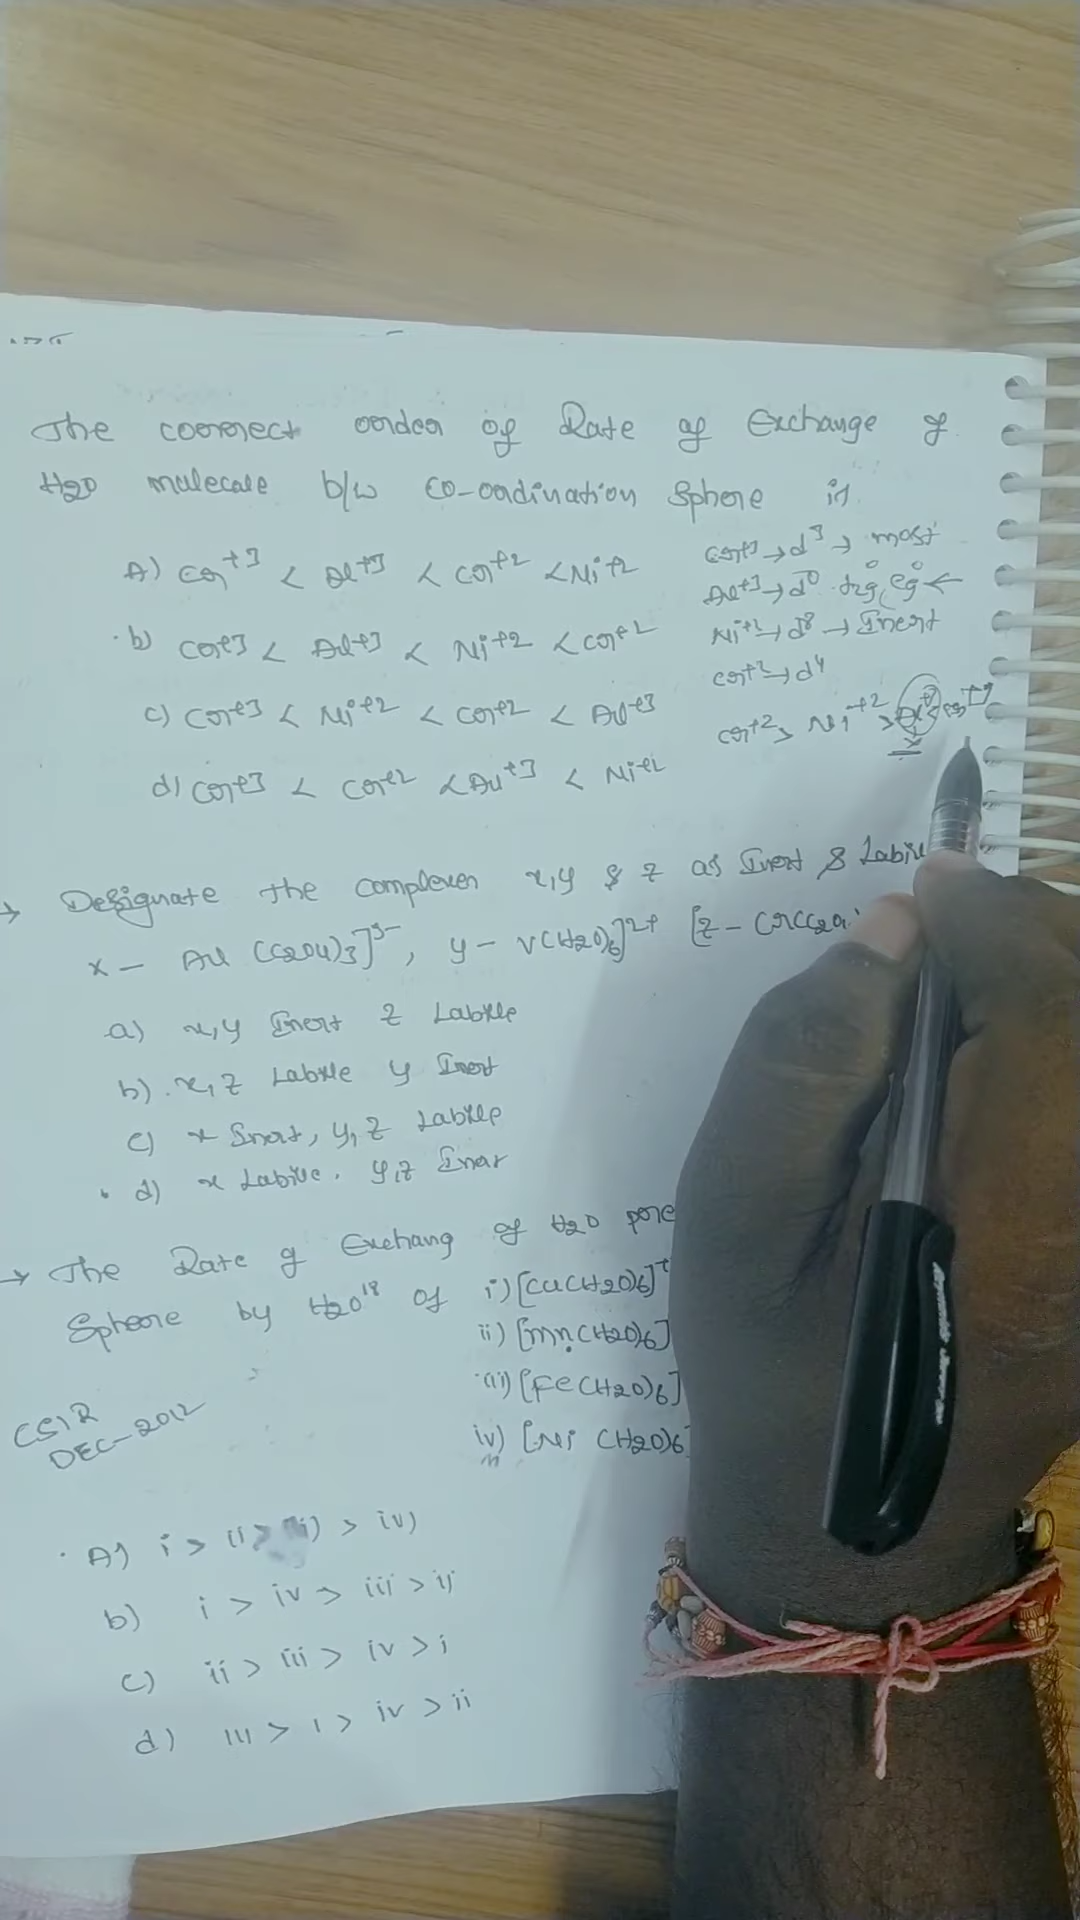 The correct order of Rate of Exchange of
H2O malecule b/w co-ordination Sphere is
A) Cr+3 < Al+3 < Cr+2 < Ni+2
Cr+3 → d3 → most
Al+3 → d0 t2g0 eg0 ←
b) Cr+3 < Al+3 < Ni+2 < Cr+2
Ni+2 → d8 → Inert
Cr+2 → d4
c) Cr+3 < Ni+2 < Cr+2 < Al+3
Cr+2 > Ni+2 >
d) Cr+3 < Cr+2 < Al+3 < Ni+2
→ Designate the complexes x,y & z as Inert & Labile
x – Al (C2O4)3]3-, y – V(H2O)6]2+ [z – Cr(C2O
a) x,y Inert z Labile
b) x,z Labile y Inert
c) x Inert, y,z Labile
d) x Labile, y,z Iner
→ The Rate of Exchang of H2O
Sphere by H2O18 of i) [Cu(H2O)6]+
ii) [Mn(H2O)6]
iii) [Fe(H2O)6]
CSIR
DEC-2012
iv) [Ni (H2O)6]
A) i > ii > iii > iv)
b) i > iv > iii > ii
c) ii > iii > iv > i
d) III > I > iv > ii